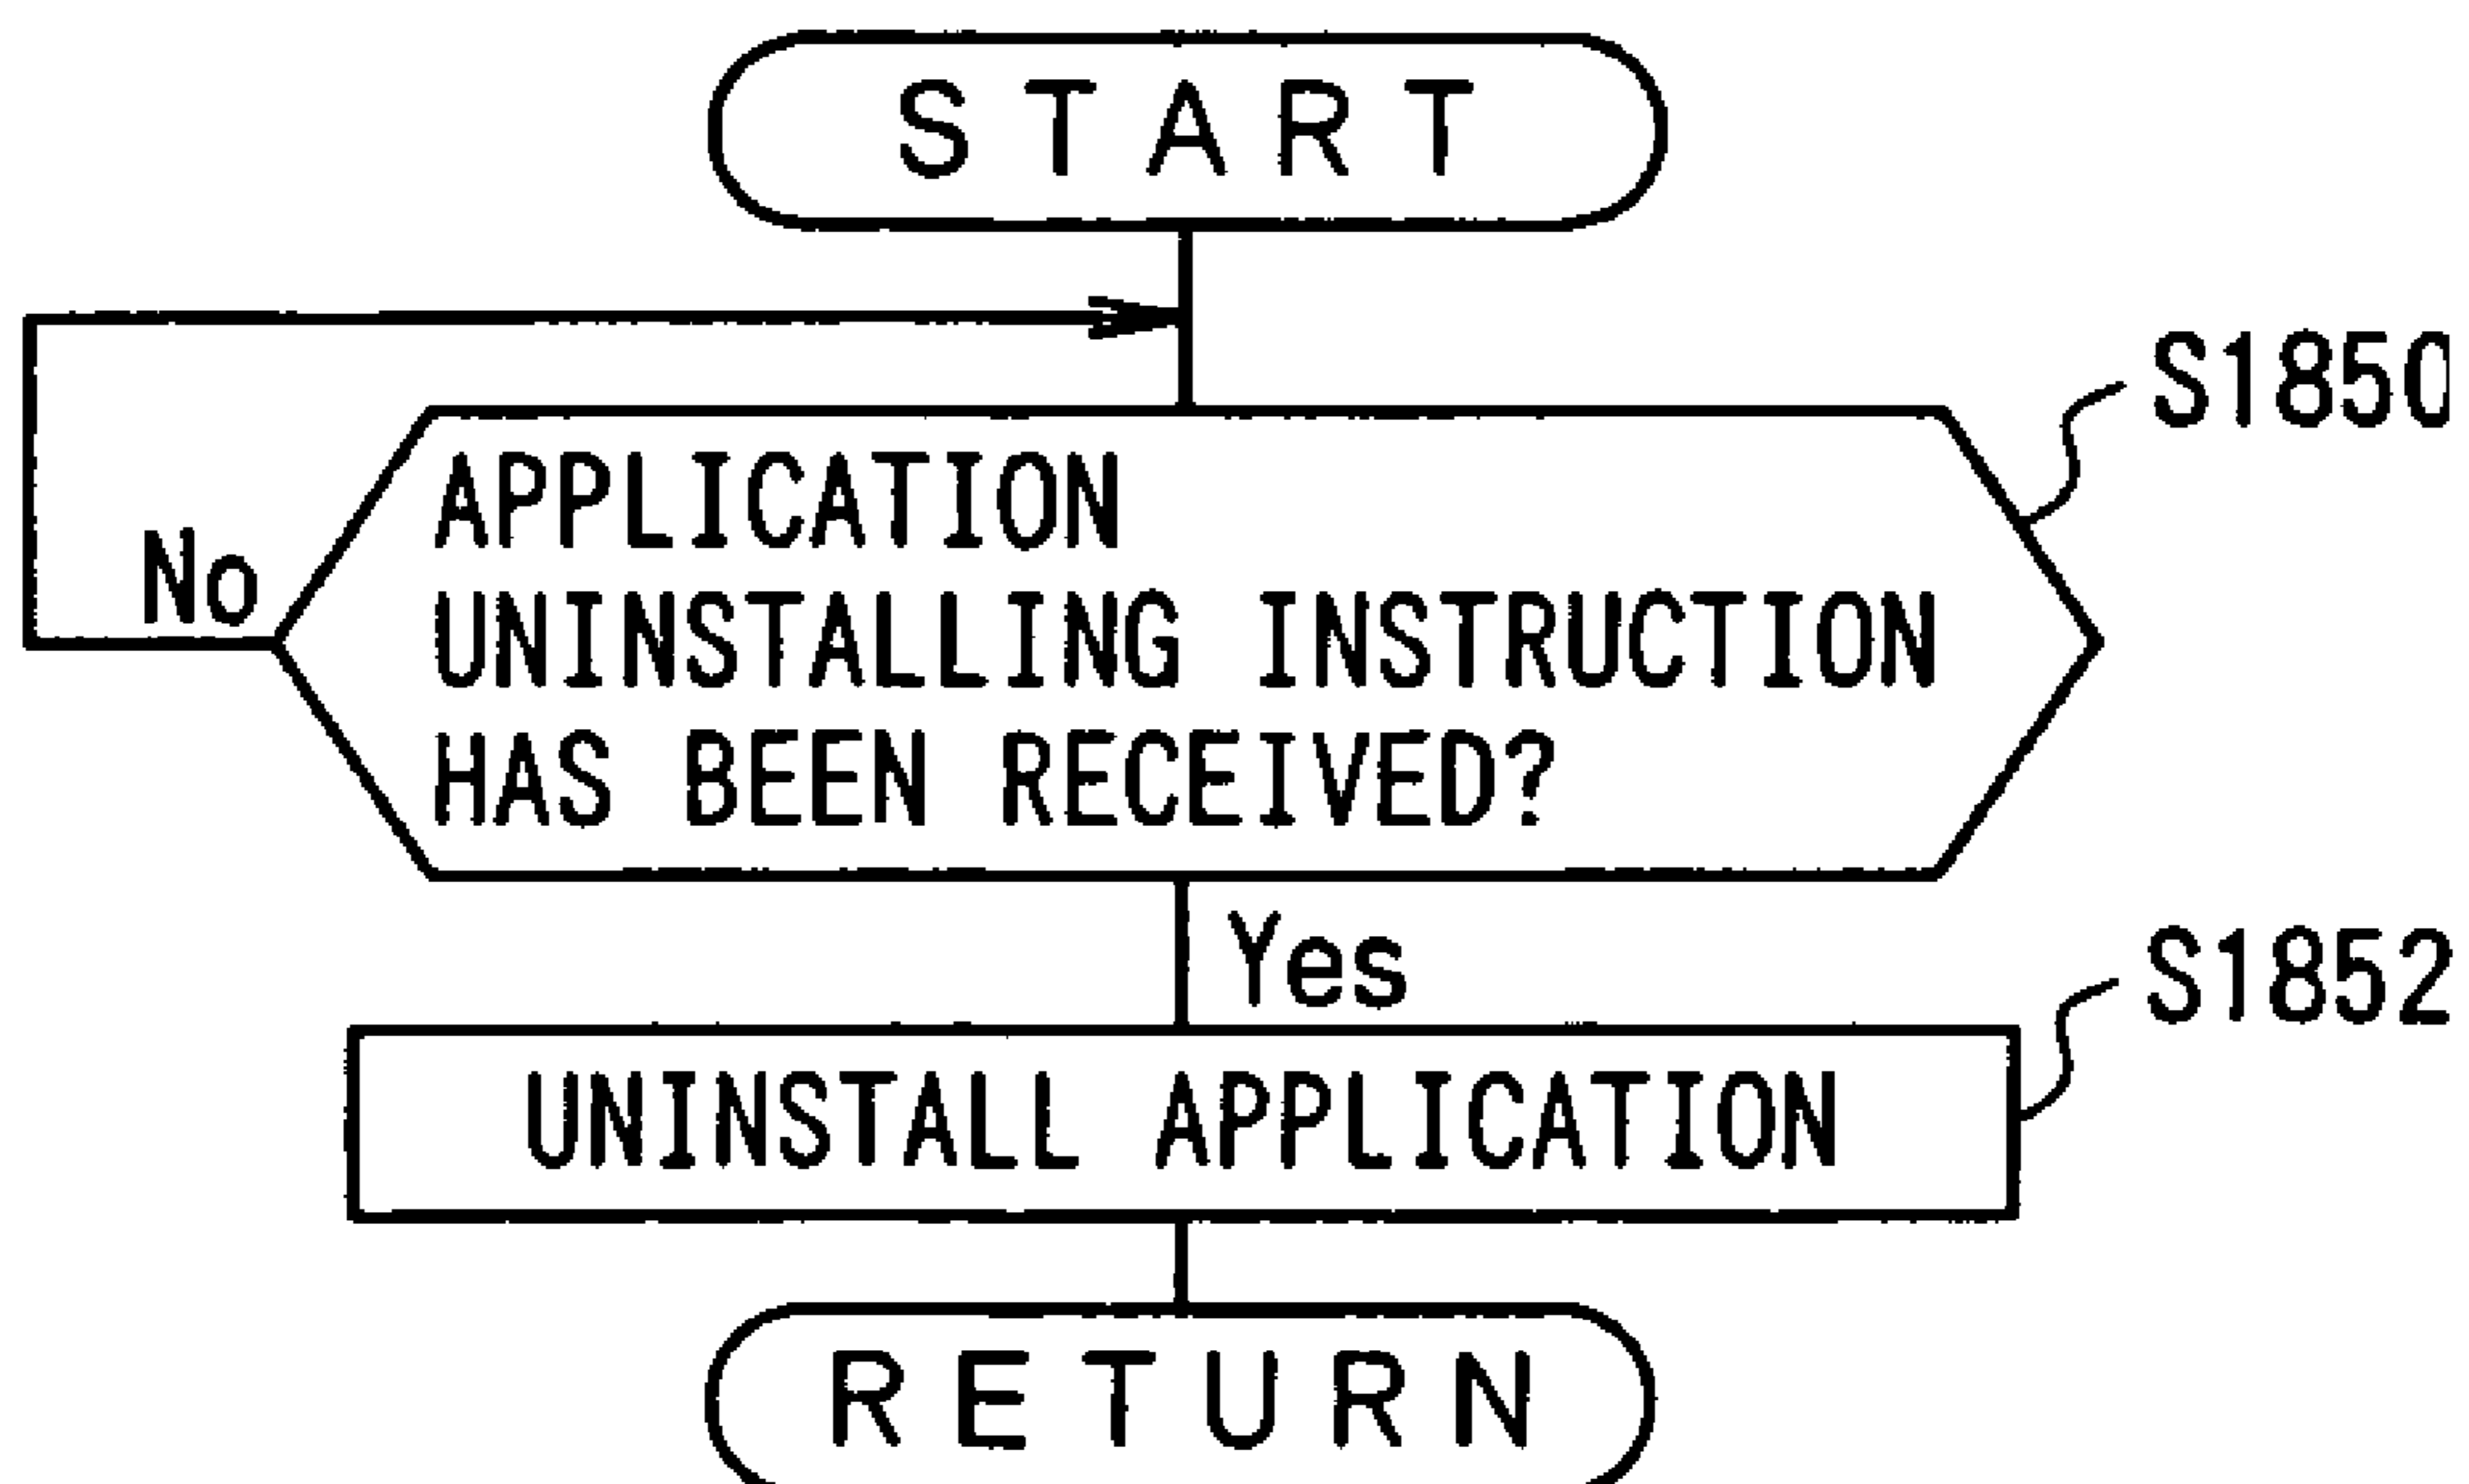 START
S1850
APPLICATION
UNINSTALLING INSTRUCTION
HAS BEEN RECEIVED?
No
Yes
S1852
UNINSTALL APPLICATION
RETURN